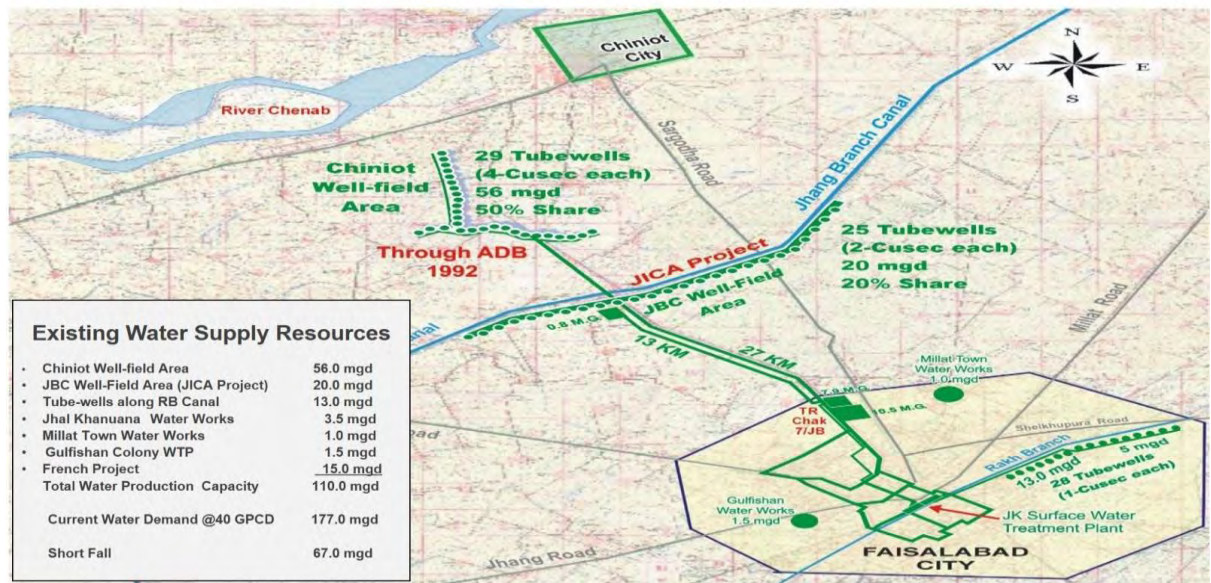 Chiniot
City
N
W
E
S
River Chenab
Sargodha Road
Jhang Branch Canal
Chiniot
Well-field
Area
29 Tubewells
(4-Cusec each)
56 mgd
50% Share
Through ADB
1992
JICA Project
25 Tubewells
(2-Cusec each)
20 mgd
20% Share
JBC Well-Field
Area
0.8 M.G.
13 KM
27 KM
Millat Road
Millat Town
Water Works
1.0 mgd
7.9 M.G.
10.5 M.G.
TR
Chak
7/JB
Sheikhupura Road
Rakh Branch
5 mgd
13.0 mgd
28 Tubewells
(1-Cusec each)
Gulfishan
Water Works
1.5 mgd
JK Surface Water
Treatment Plant
Jhang Road
FAISALABAD
CITY
Existing Water Supply Resources
• Chiniot Well-field Area 56.0 mgd
• JBC Well-Field Area (JICA Project) 20.0 mgd
• Tube-wells along RB Canal 13.0 mgd
• Jhal Khanuana Water Works 3.5 mgd
• Millat Town Water Works 1.0 mgd
• Gulfishan Colony WTP 1.5 mgd
• French Project 15.0 mgd
Total Water Production Capacity 110.0 mgd
Current Water Demand @40 GPCD 177.0 mgd
Short Fall 67.0 mgd